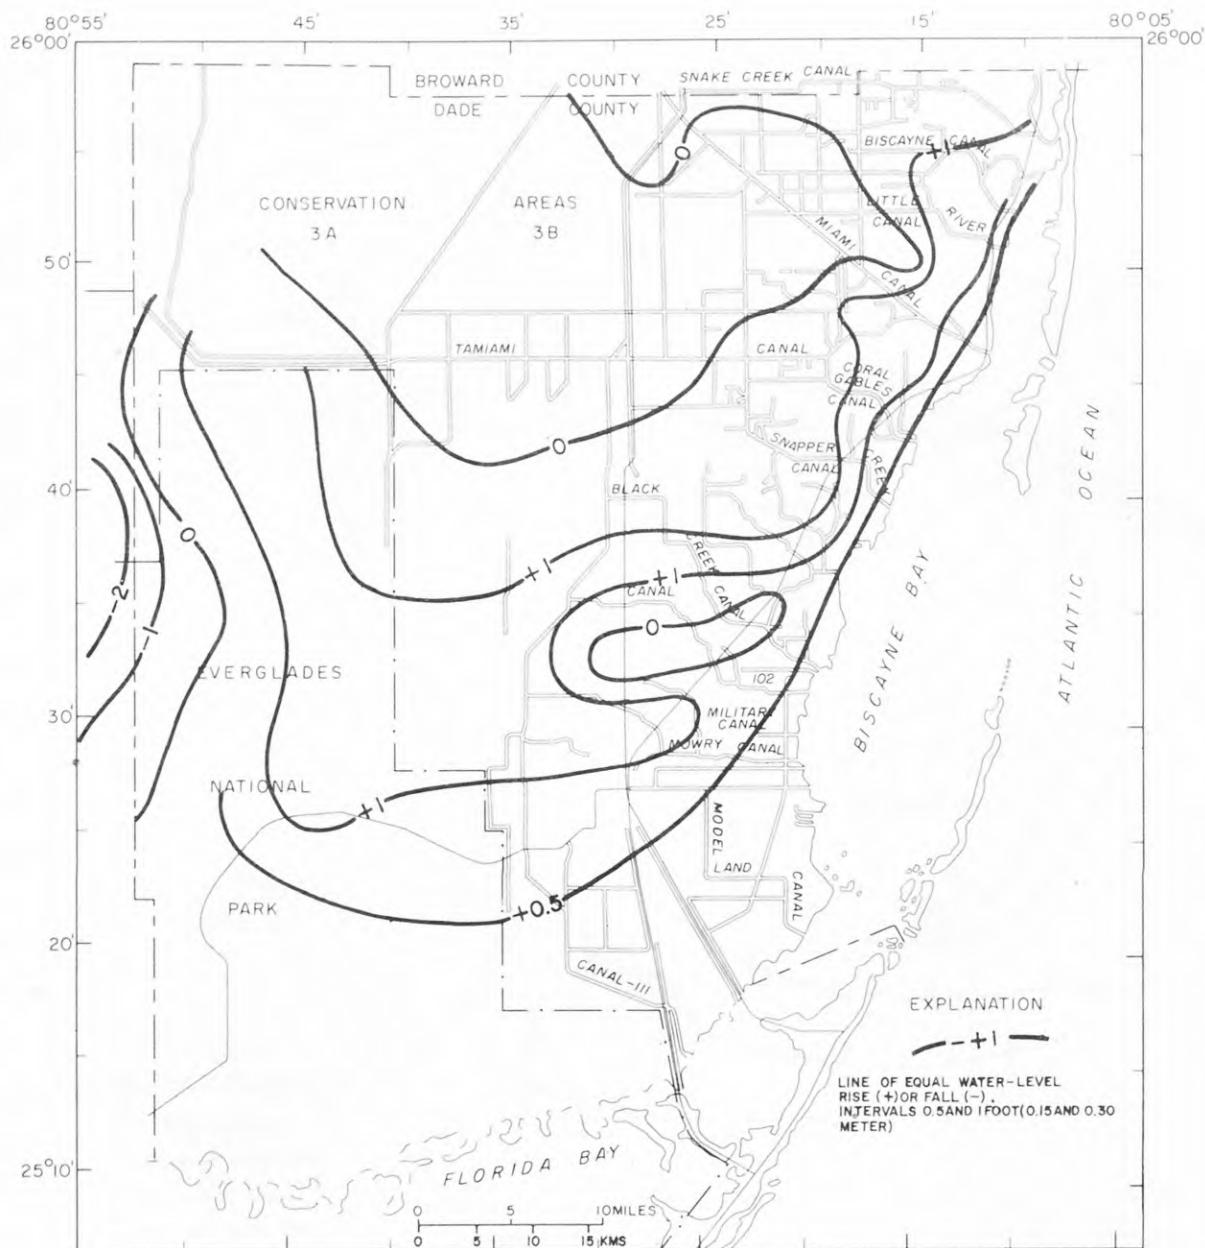 80°55' 45' 35' 25' 15' 80°05'
26°00' 26°00'
BROWARD COUNTY
DADE COUNTY
SNAKE CREEK CANAL
BISCAYNE CANAL
+1
0
CONSERVATION AREAS
3A 3B
LITTLE RIVER
CANAL
MIAMI CANAL
50'
TAMIAMI CANAL
CORAL
GABLES
CANAL
0
SNAPPER CREEK
CANAL
40'
BLACK CREEK CANAL
0
-2
-1
+1
+1
CANAL
0
EVERGLADES
102
30'
MILITARY
CANAL
MOWRY CANAL
NATIONAL
+1
MODEL
LAND
CANAL
PARK
+0.5
20'
CANAL-III
BISCAYNE BAY
ATLANTIC OCEAN
EXPLANATION
-+1
LINE OF EQUAL WATER-LEVEL
RISE (+) OR FALL (-).
INTERVALS 0.5 AND 1 FOOT (0.15 AND 0.30
METER)
25°10'
FLORIDA BAY
0 5 10 MILES
0 5 10 15 KMS